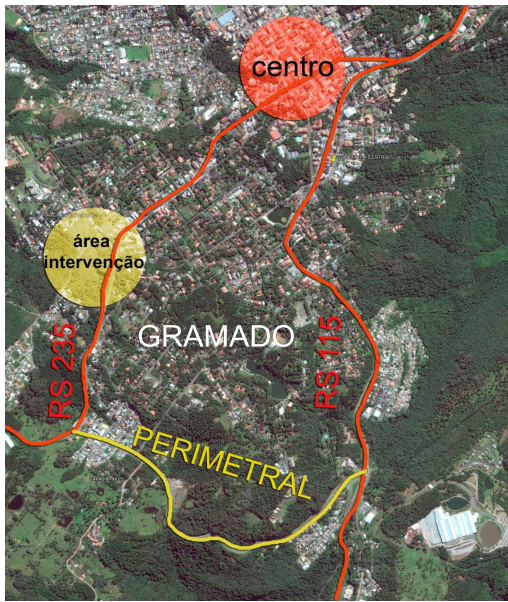 centro
área
intervenção
GRAMADO
RS 235
RS 115
PERIMETRAL